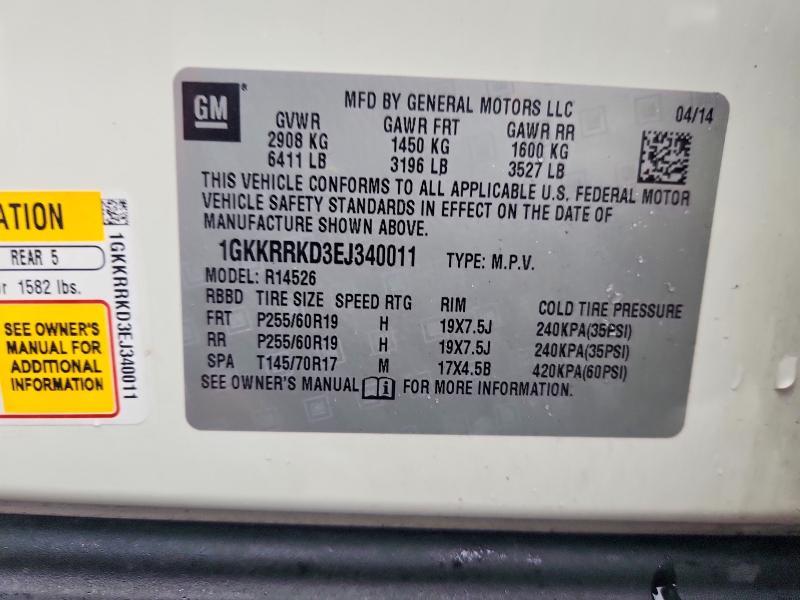 GM
MFD BY GENERAL MOTORS LLC
04/14
GVWR GAWR FRT GAWR RR
2908 KG 1450 KG 1600 KG
6411 LB 3196 LB 3527 LB
THIS VEHICLE CONFORMS TO ALL APPLICABLE U.S. FEDERAL MOTOR
VEHICLE SAFETY STANDARDS IN EFFECT ON THE DATE OF
MANUFACTURE SHOWN ABOVE.
1GKKRRKD3EJ340011 TYPE: M.P.V.
MODEL: R14526
RBBD TIRE SIZE SPEED RTG RIM COLD TIRE PRESSURE
FRT P255/60R19 H 19X7.5J 240KPA(35PSI)
RR P255/60R19 H 19X7.5J 240KPA(35PSI)
SPA T145/70R17 M 17X4.5B 420KPA(60PSI)
SEE OWNER'S MANUAL i FOR MORE INFORMATION.
ATION
REAR 5
or 1582 lbs.
SEE OWNER'S
MANUAL FOR
ADDITIONAL
INFORMATION
1GKKRRKD3EJ340011